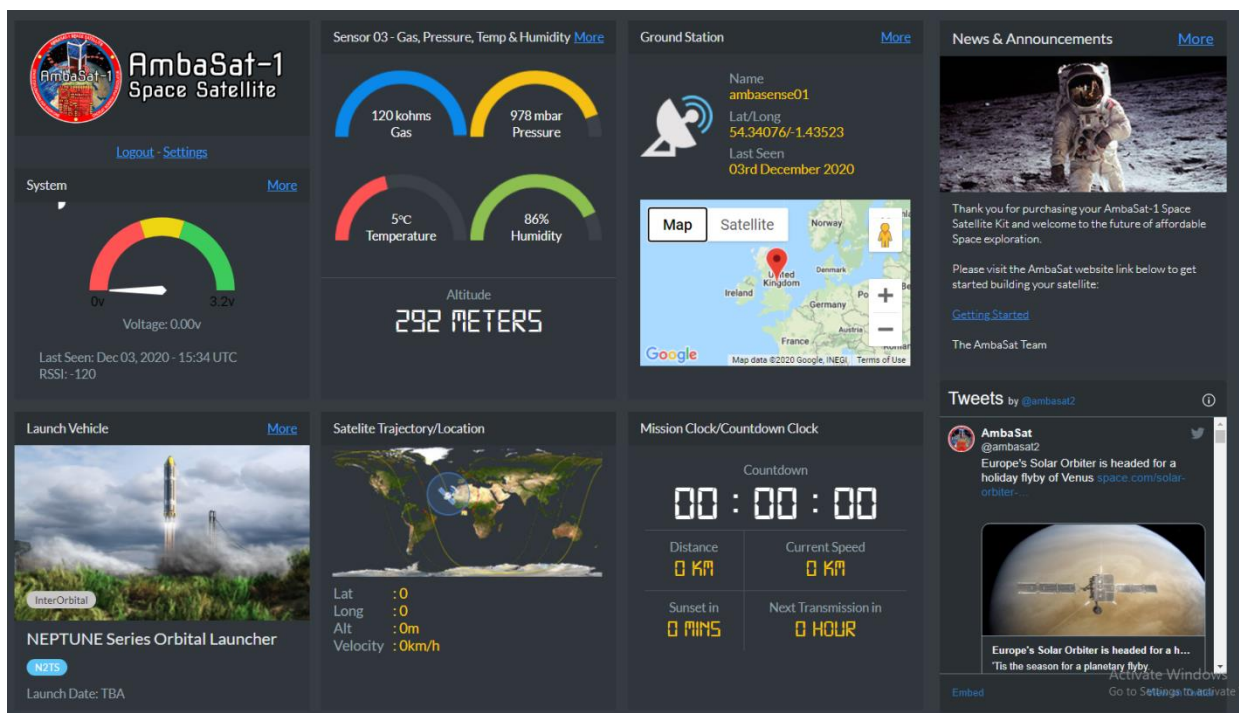 AmbaSat-1
AmbaSat-1
Space Satellite
Logout - Settings
System More
0v 3.2v
Voltage: 0.00v
Last Seen: Dec 03, 2020 - 15:34 UTC
RSSI: -120
Sensor 03 - Gas, Pressure, Temp & Humidity More
120 kohms
Gas
978 mbar
Pressure
5°C
Temperature
86%
Humidity
Altitude
292 METERS
Ground Station More
Name
ambasense01
Lat/Long
54.34076/-1.43523
Last Seen
03rd December 2020
Map Satellite
Norway
United
Kingdom
Denmark
Ireland
Germany
Po
Austria
France
Google
Map data ©2020 Google, INEGI Terms of Use
News & Announcements More
Thank you for purchasing your AmbaSat-1 Space
Satellite Kit and welcome to the future of affordable
Space exploration.
Please visit the AmbaSat website link below to get
started building your satellite:
Getting Started
The AmbaSat Team
Launch Vehicle More
InterOrbital
NEPTUNE Series Orbital Launcher
N2TS
Launch Date: TBA
Satelite Trajectory/Location
Lat : 0
Long : 0
Alt : 0m
Velocity : 0km/h
Mission Clock/Countdown Clock
Countdown
00 : 00 : 00
Distance
0 KM
Current Speed
0 KM
Sunset in
0 MINS
Next Transmission in
0 HOUR
Tweets by @ambasat2
AmbaSat
@ambasat2
Europe's Solar Orbiter is headed for a
holiday flyby of Venus space.com/solar-
orbiter-...
Europe's Solar Orbiter is headed for a h...
'Tis the season for a planetary flyby
Embed
Activate Windows
Go to Settings to activate